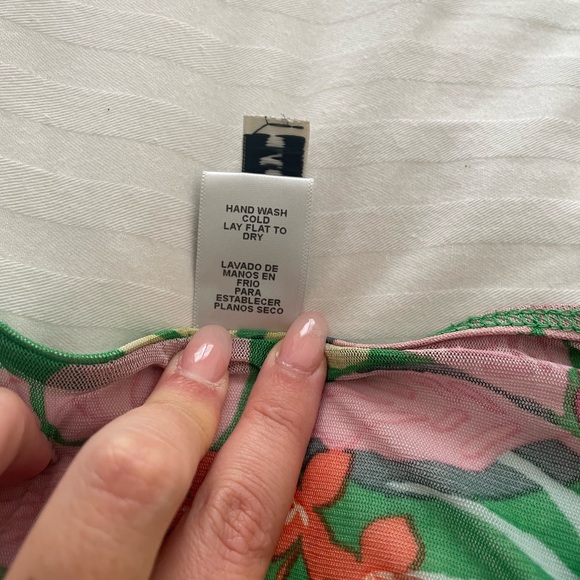 HAND WASH
COLD
LAY FLAT TO
DRY
LAVADO DE
MANOS EN
FRIO
PARA
ESTABLECER
PLANOS SECO